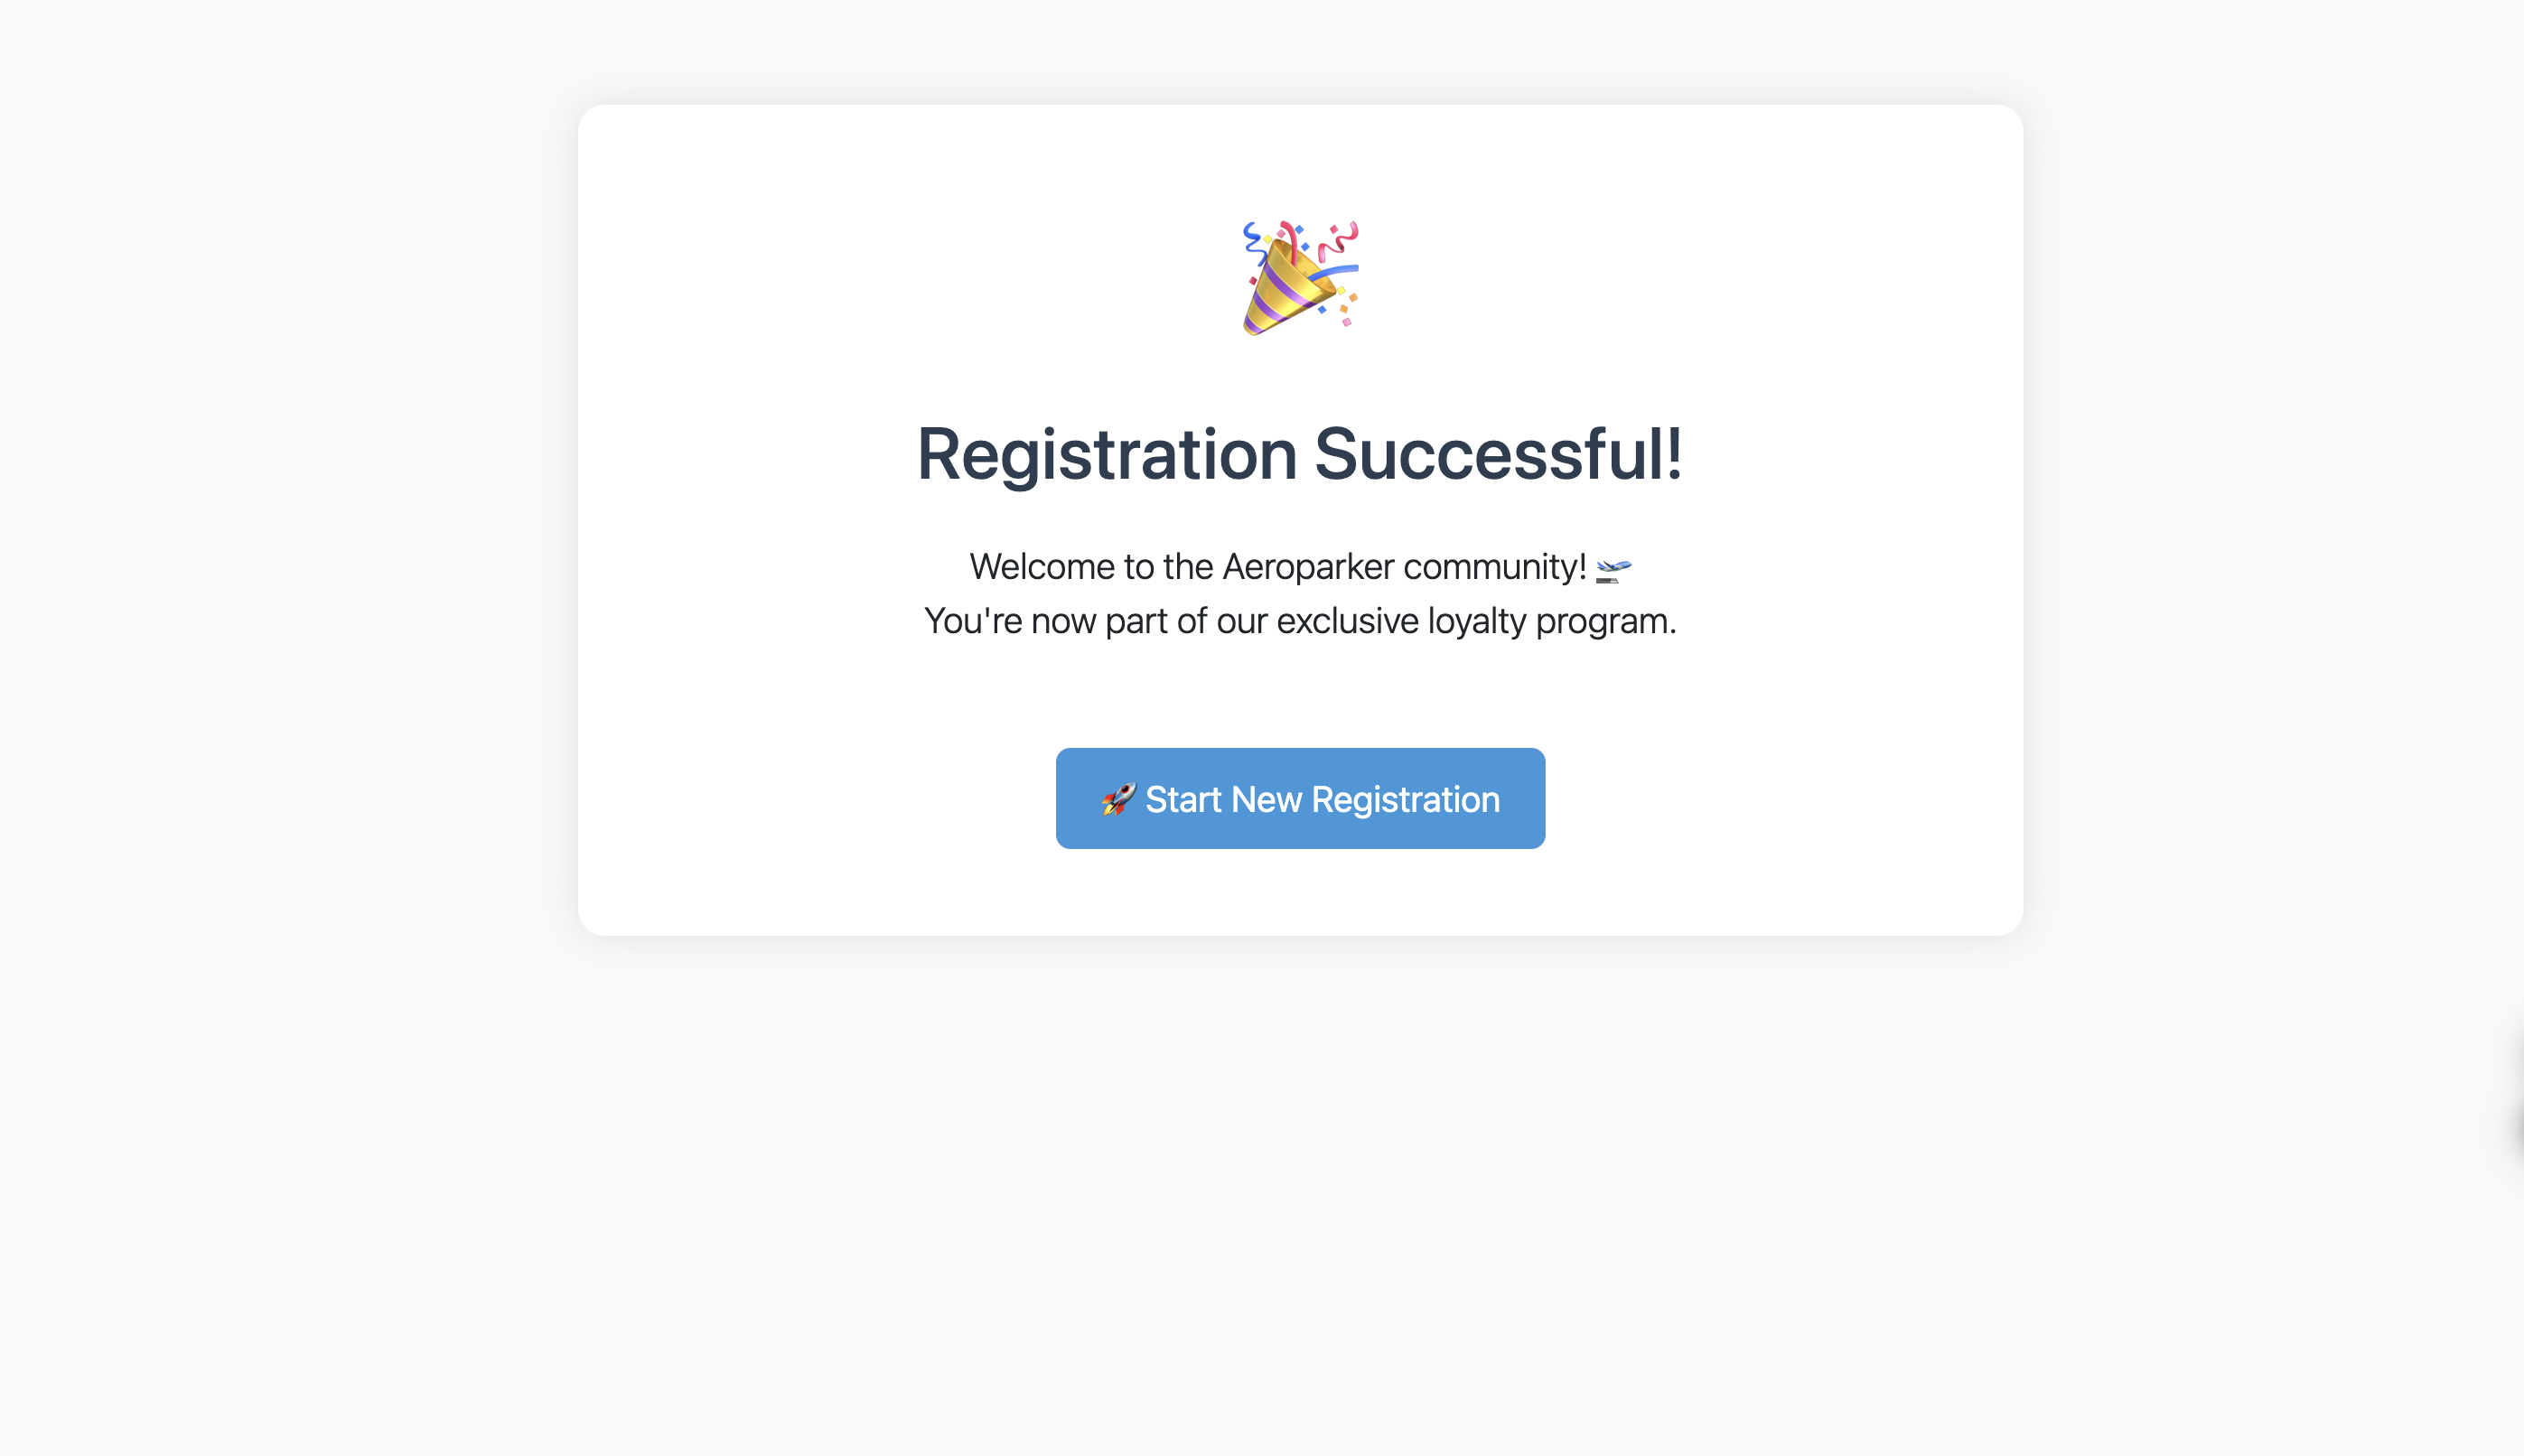 Registration Successful!
Welcome to the Aeroparker community! 🛫
You're now part of our exclusive loyalty program.
🚀 Start New Registration